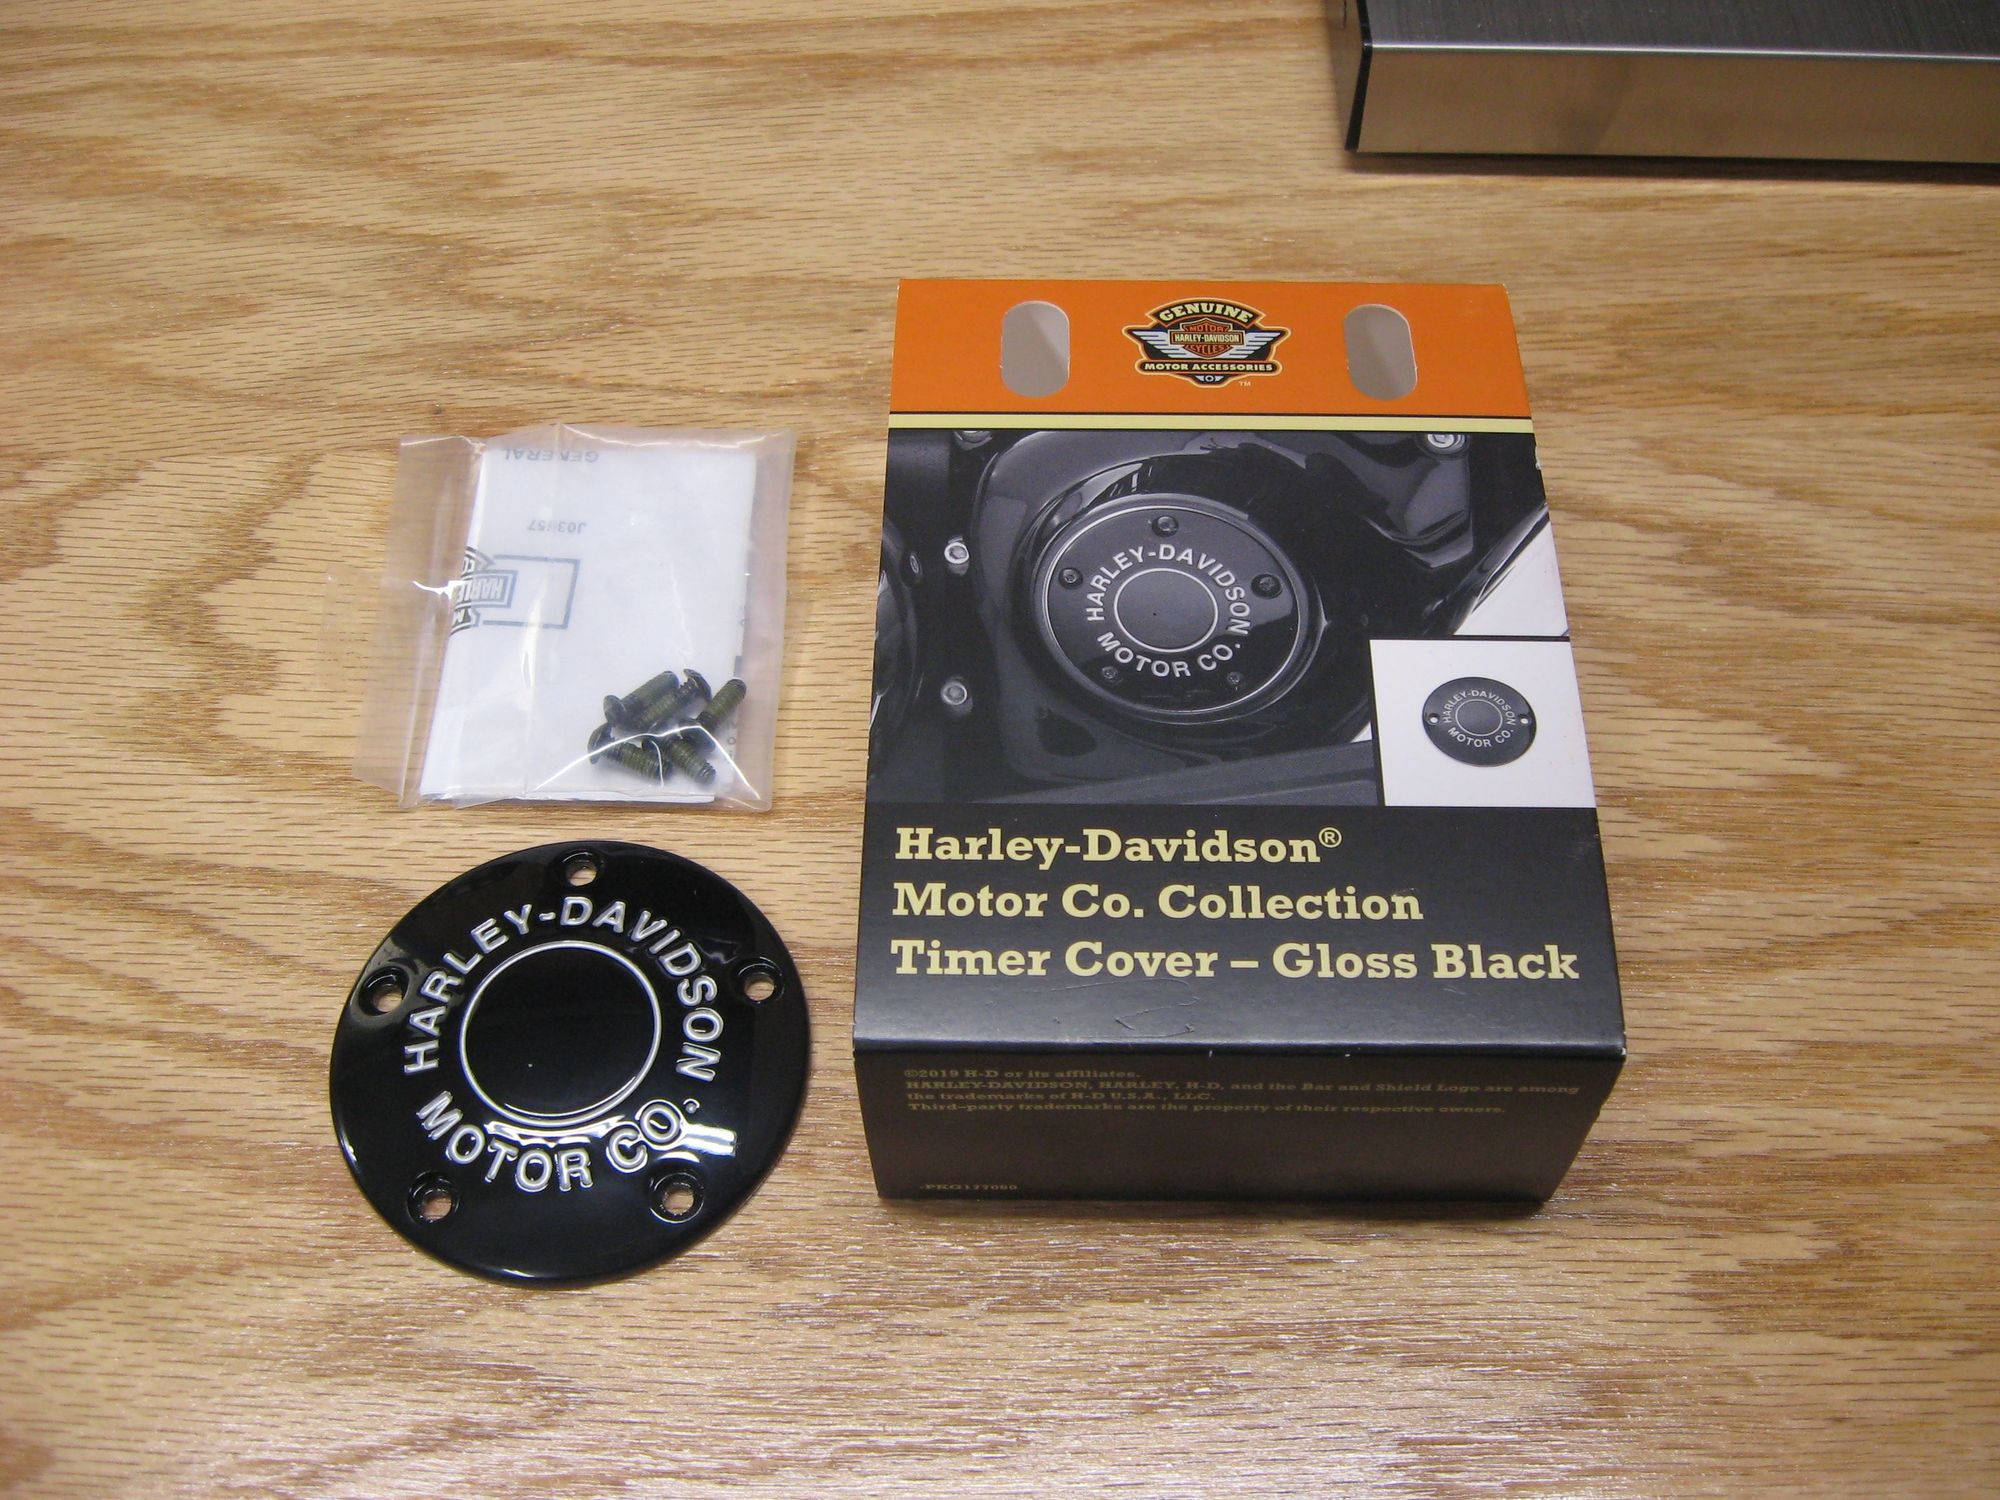 GENUINE
MOTOR
HARLEY-DAVIDSON
CYCLES
MOTOR ACCESSORIES
TM
HARLEY-DAVIDSON
MOTOR CO.
HARLEY-DAVIDSON
MOTOR CO.
Harley-Davidson®
Motor Co. Collection
Timer Cover – Gloss Black
©2019 H-D or its affiliates.
HARLEY-DAVIDSON, HARLEY, H-D, and the Bar and Shield Logo are among
the trademarks of H-D U.S.A., LLC.
Third-party trademarks are the property of their respective owners.
GENERAL
HARLEY-DAVIDSON
MOTOR CO.